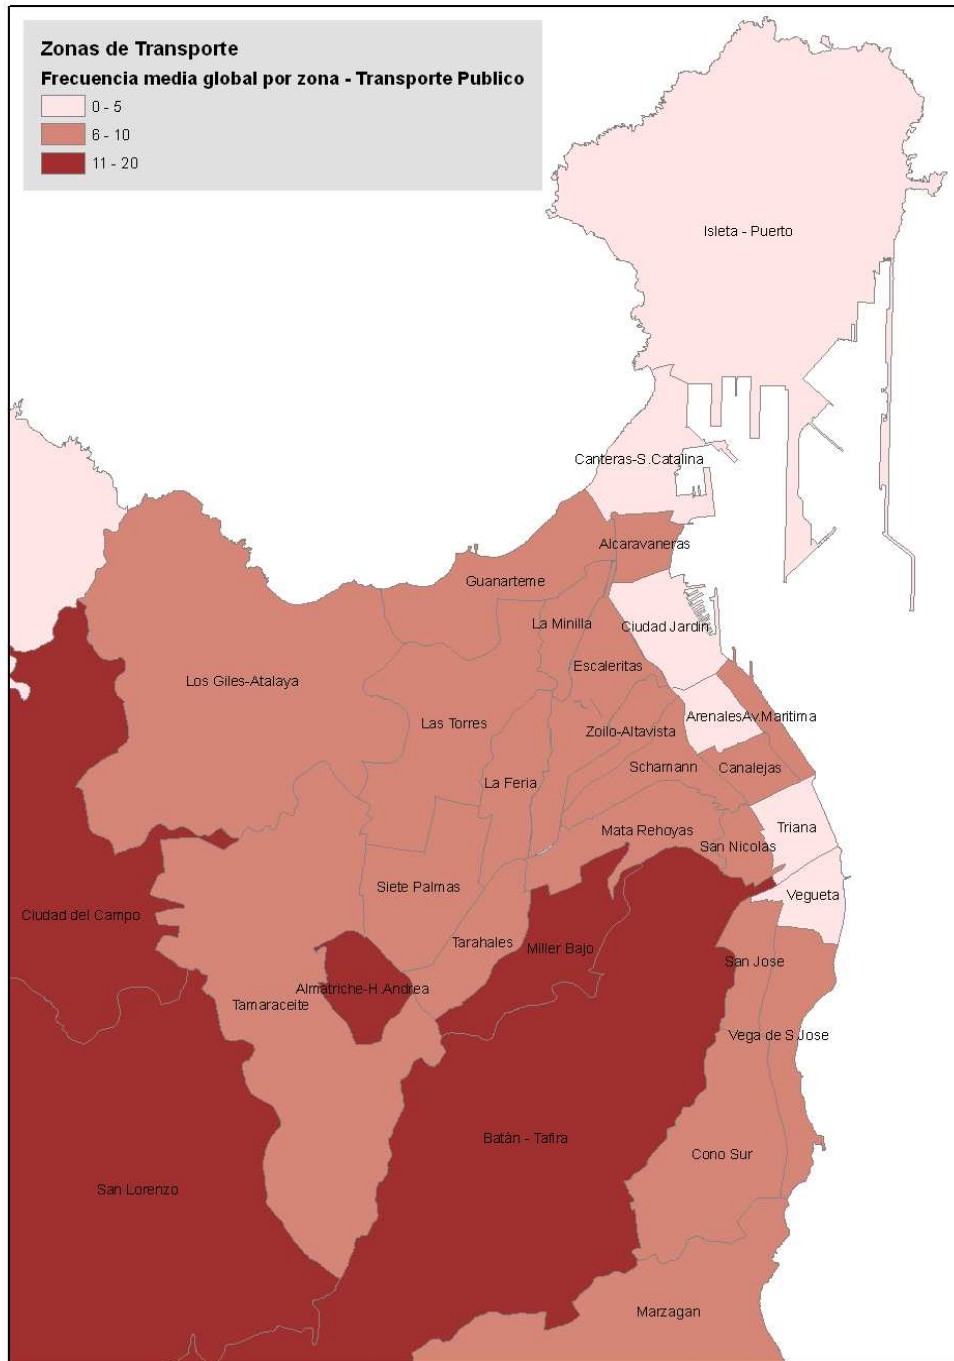 Zonas de Transporte
Frecuencia media global por zona - Transporte Publico
0 - 5
6 - 10
11 - 20
Isleta - Puerto
Canteras-S.Catalina
Alcaravaneras
Guanarteme
La Minilla
Ciudad Jardin
Escaleritas
Los Giles-Atalaya
Las Torres
Arenales
Av.Maritima
Zoilo-Altavista
Schamann
Canalejas
La Feria
Mata Rehoyas
Triana
San Nicolas
Siete Palmas
Vegueta
Ciudad del Campo
Tarahales
Miller Bajo
San Jose
Almatriche-H.Andrea
Tamaraceite
Vega de S.Jose
Batán - Tafira
Cono Sur
San Lorenzo
Marzagan